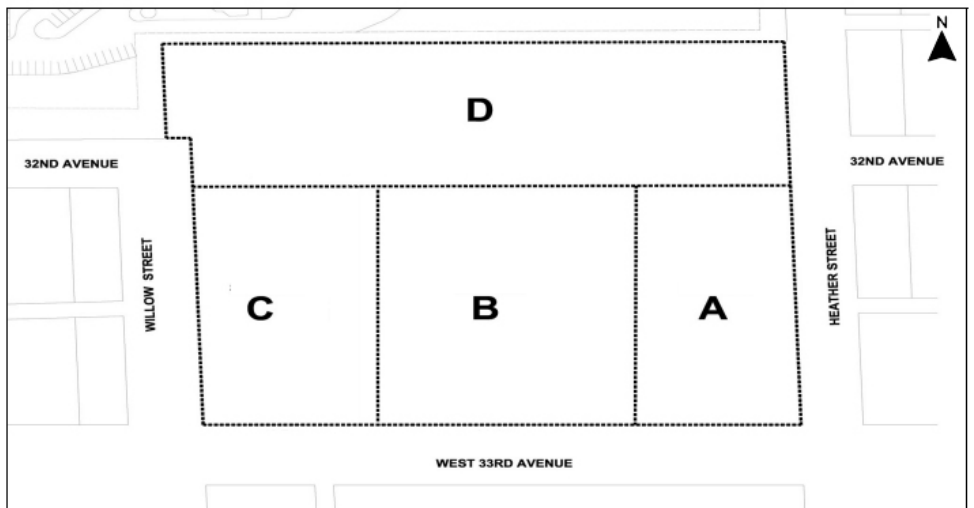 N
D
32ND AVENUE
32ND AVENUE
WILLOW STREET
C
B
A
HEATHER STREET
WEST 33RD AVENUE